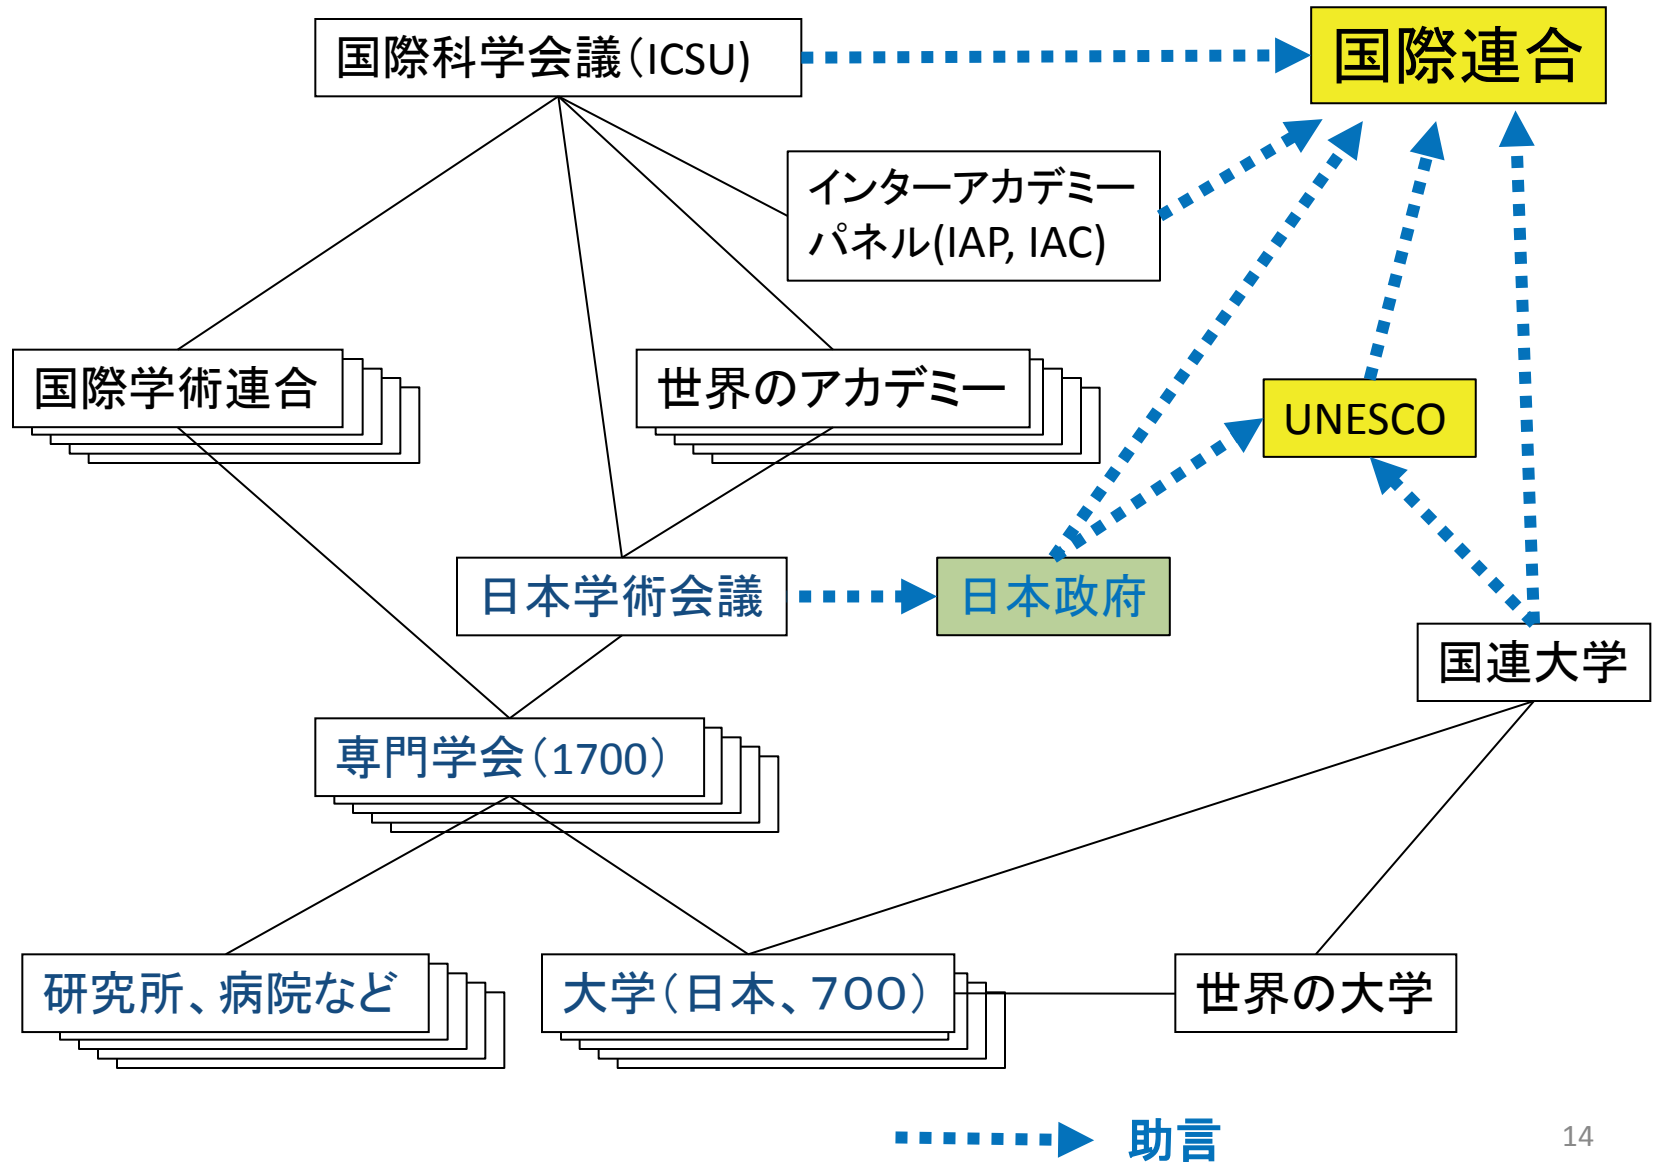 国際科学会議（ICSU)
国際連合
インターアカデミー
パネル(IAP, IAC)
国際学術連合
世界のアカデミー
UNESCO
日本学術会議
日本政府
国連大学
専門学会（1700）
研究所、病院など
大学（日本、７００）
世界の大学
助言
14